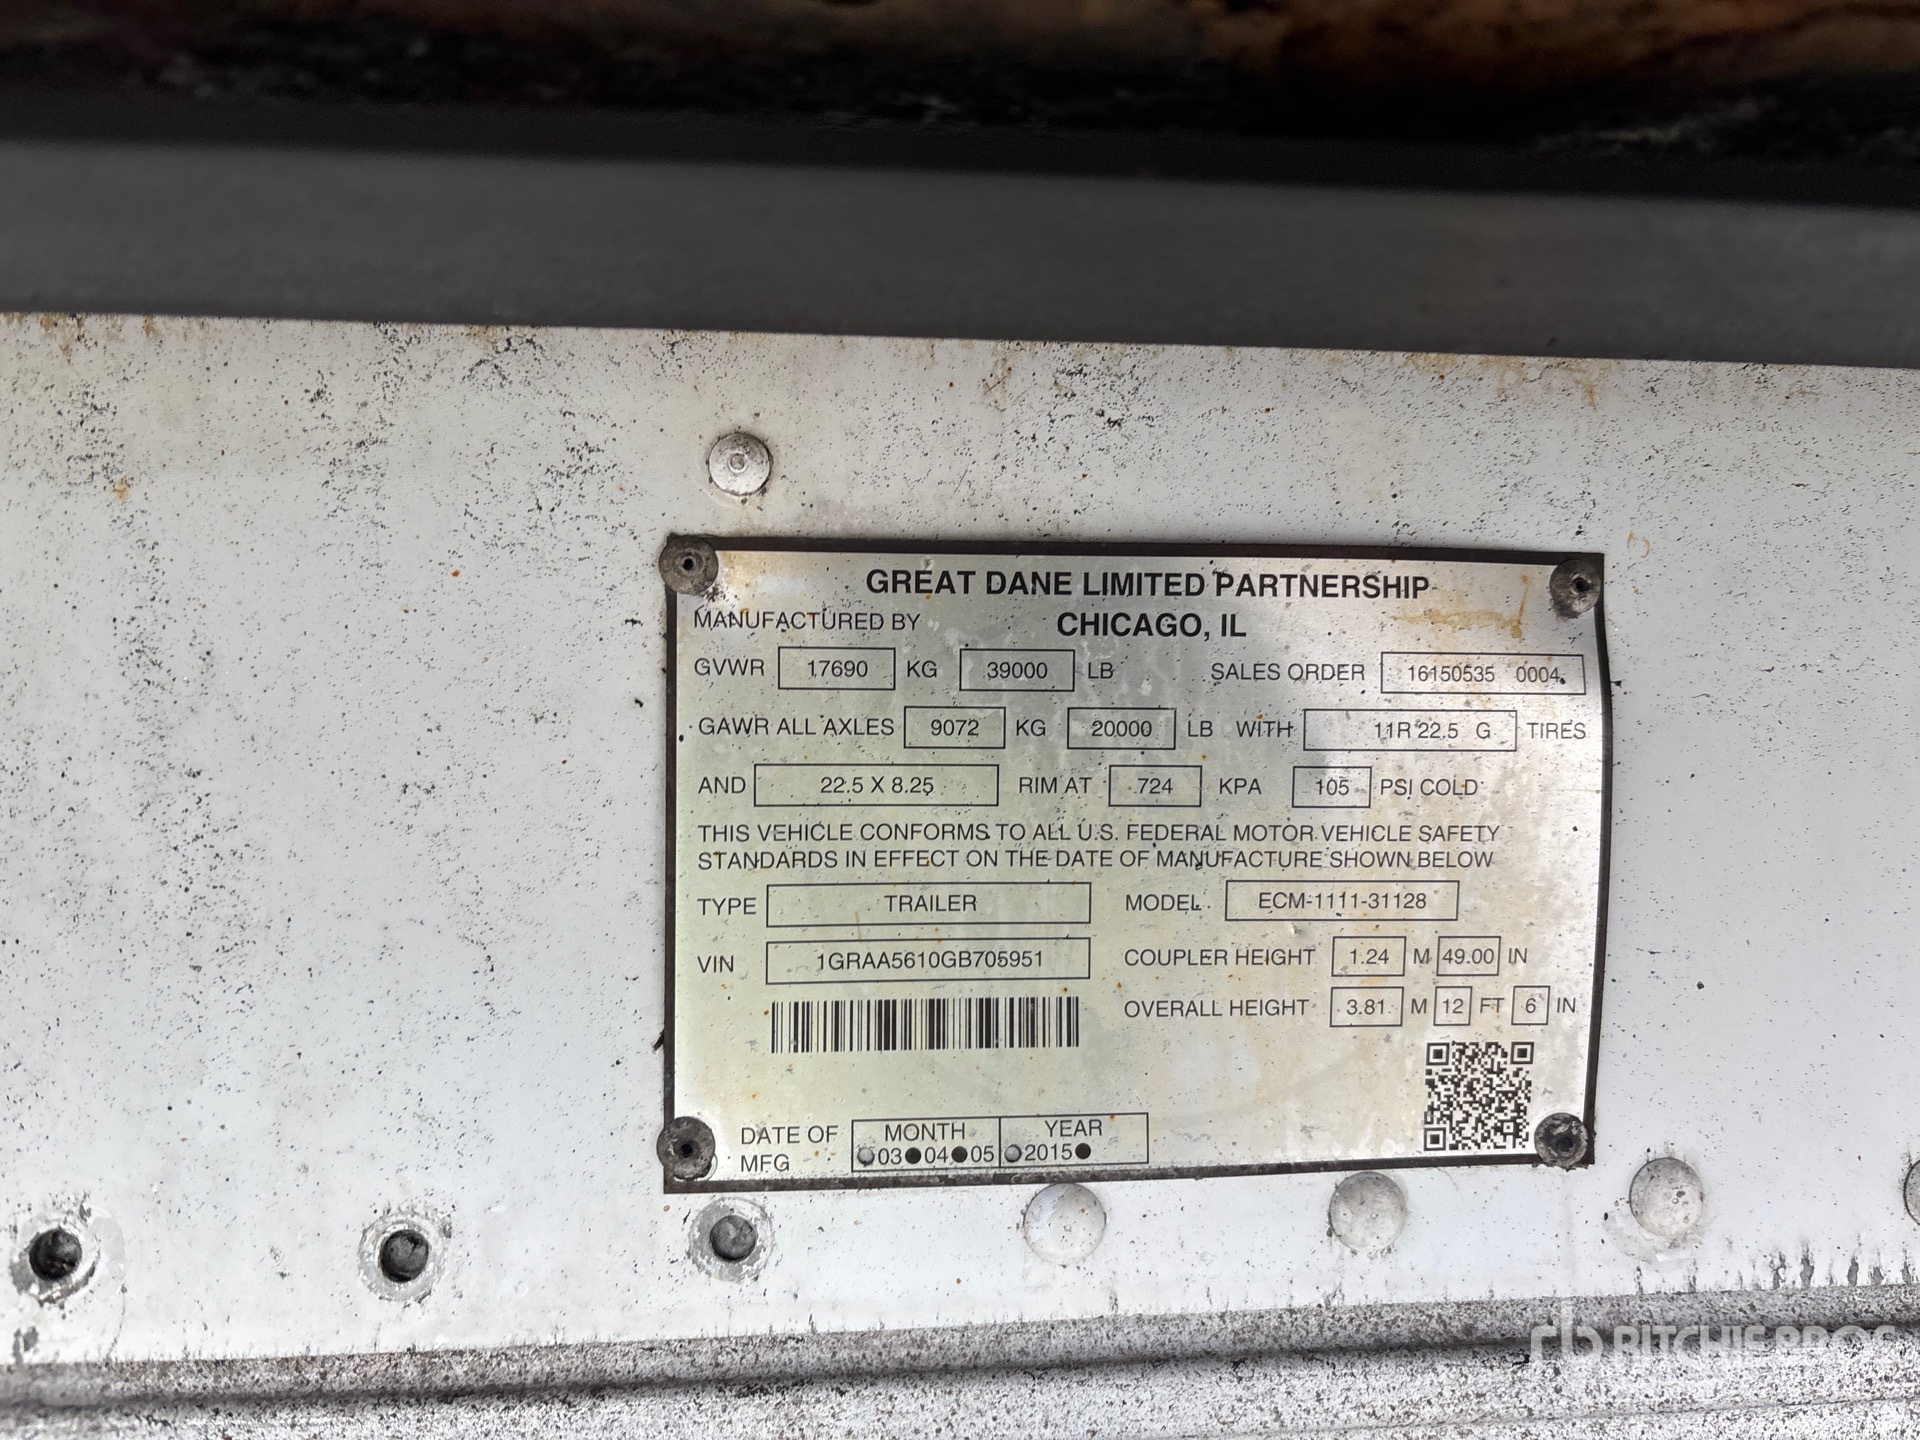 GREAT DANE LIMITED PARTNERSHIP
MANUFACTURED BY CHICAGO, IL
GVWR 17690 KG 39000 LB SALES ORDER 16150535 0004
GAWR ALL AXLES 9072 KG 20000 LB WITH 11R 22.5 G TIRES
AND 22.5 X 8.25 RIM AT 724 KPA 105 PSI COLD
THIS VEHICLE CONFORMS TO ALL U.S. FEDERAL MOTOR VEHICLE SAFETY
STANDARDS IN EFFECT ON THE DATE OF MANUFACTURE SHOWN BELOW
TYPE TRAILER MODEL ECM-1111-31128
VIN 1GRAA5610GB705951 COUPLER HEIGHT 1.24 M 49.00 IN
OVERALL HEIGHT 3.81 M 12 FT 6 IN
DATE OF MFG MONTH 03 04 05 YEAR 2015
rb RITCHIE BROS